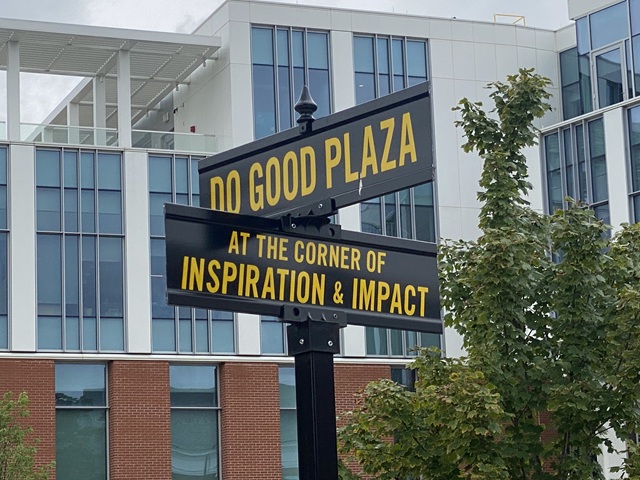 DO GOOD PLAZA
AT THE CORNER OF
INSPIRATION & IMPACT